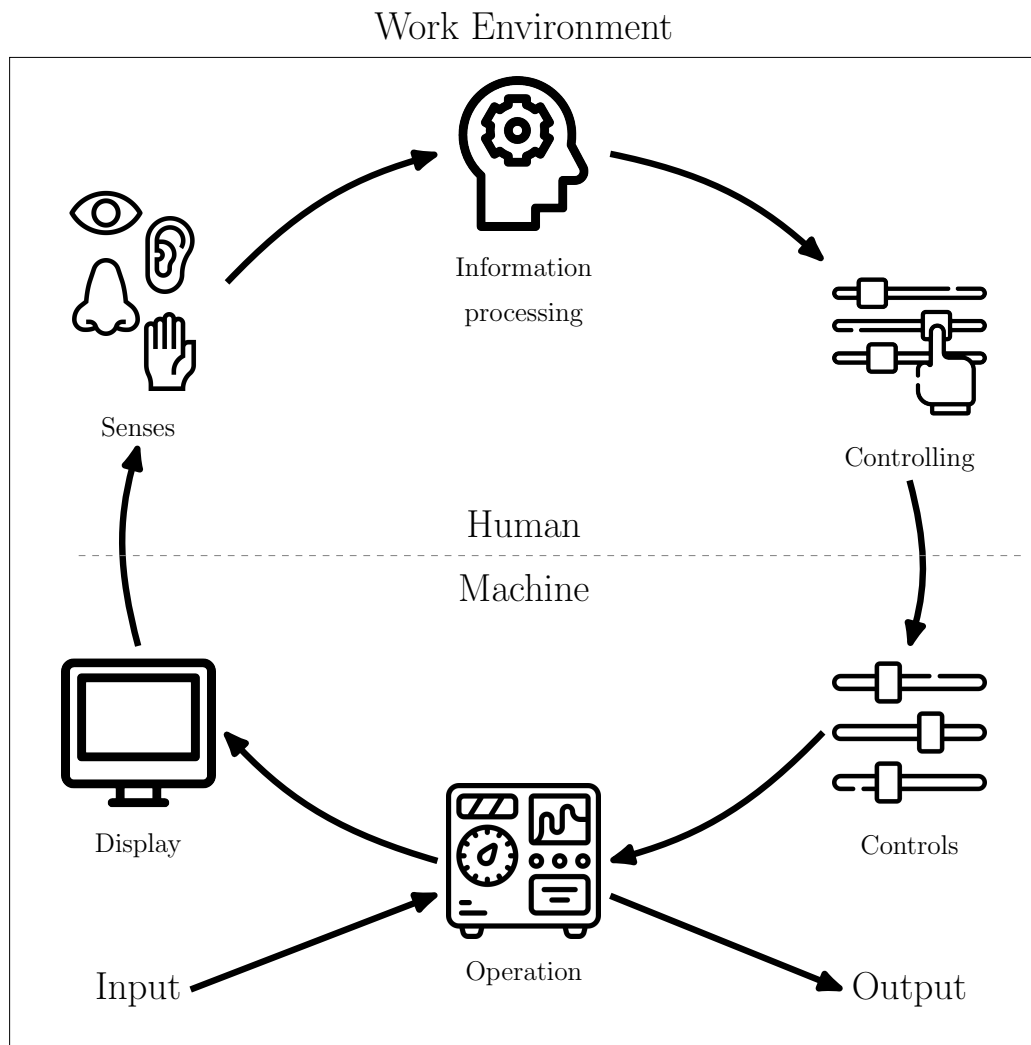 Work Environment
Information
processing
Senses
Controlling
Human
Machine
Display
Controls
Operation
Input
Output